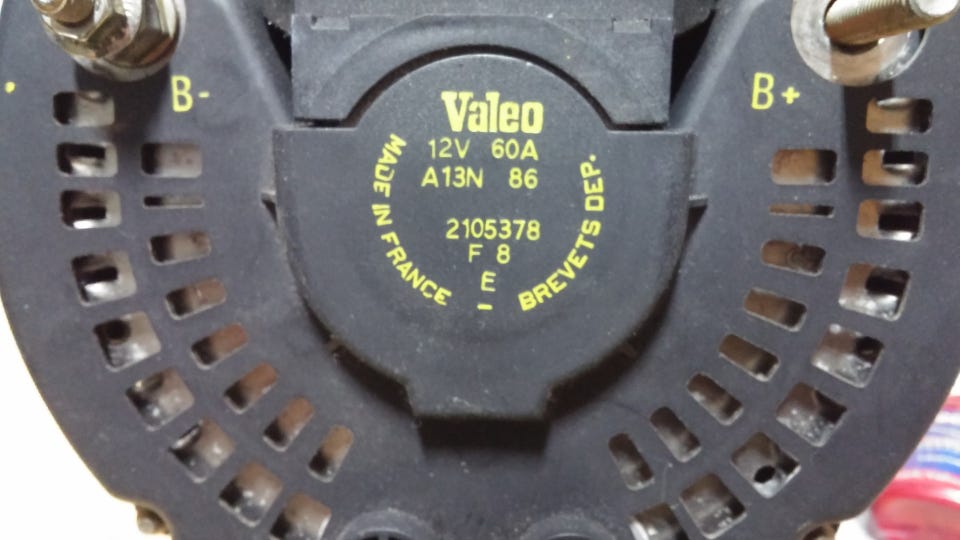 B-
B+
Valeo
12V 60A
A13N 86
2105378
F 8
E
-
MADE IN FRANCE
BREVETS DEP.